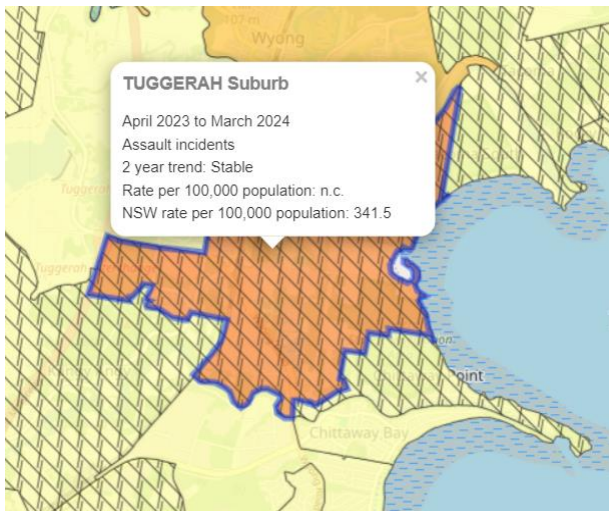 Wyong
TUGGERAH Suburb
×
April 2023 to March 2024
Assault incidents
2 year trend: Stable
Rate per 100,000 population: n.c.
NSW rate per 100,000 population: 341.5
Point
Chittaway Bay